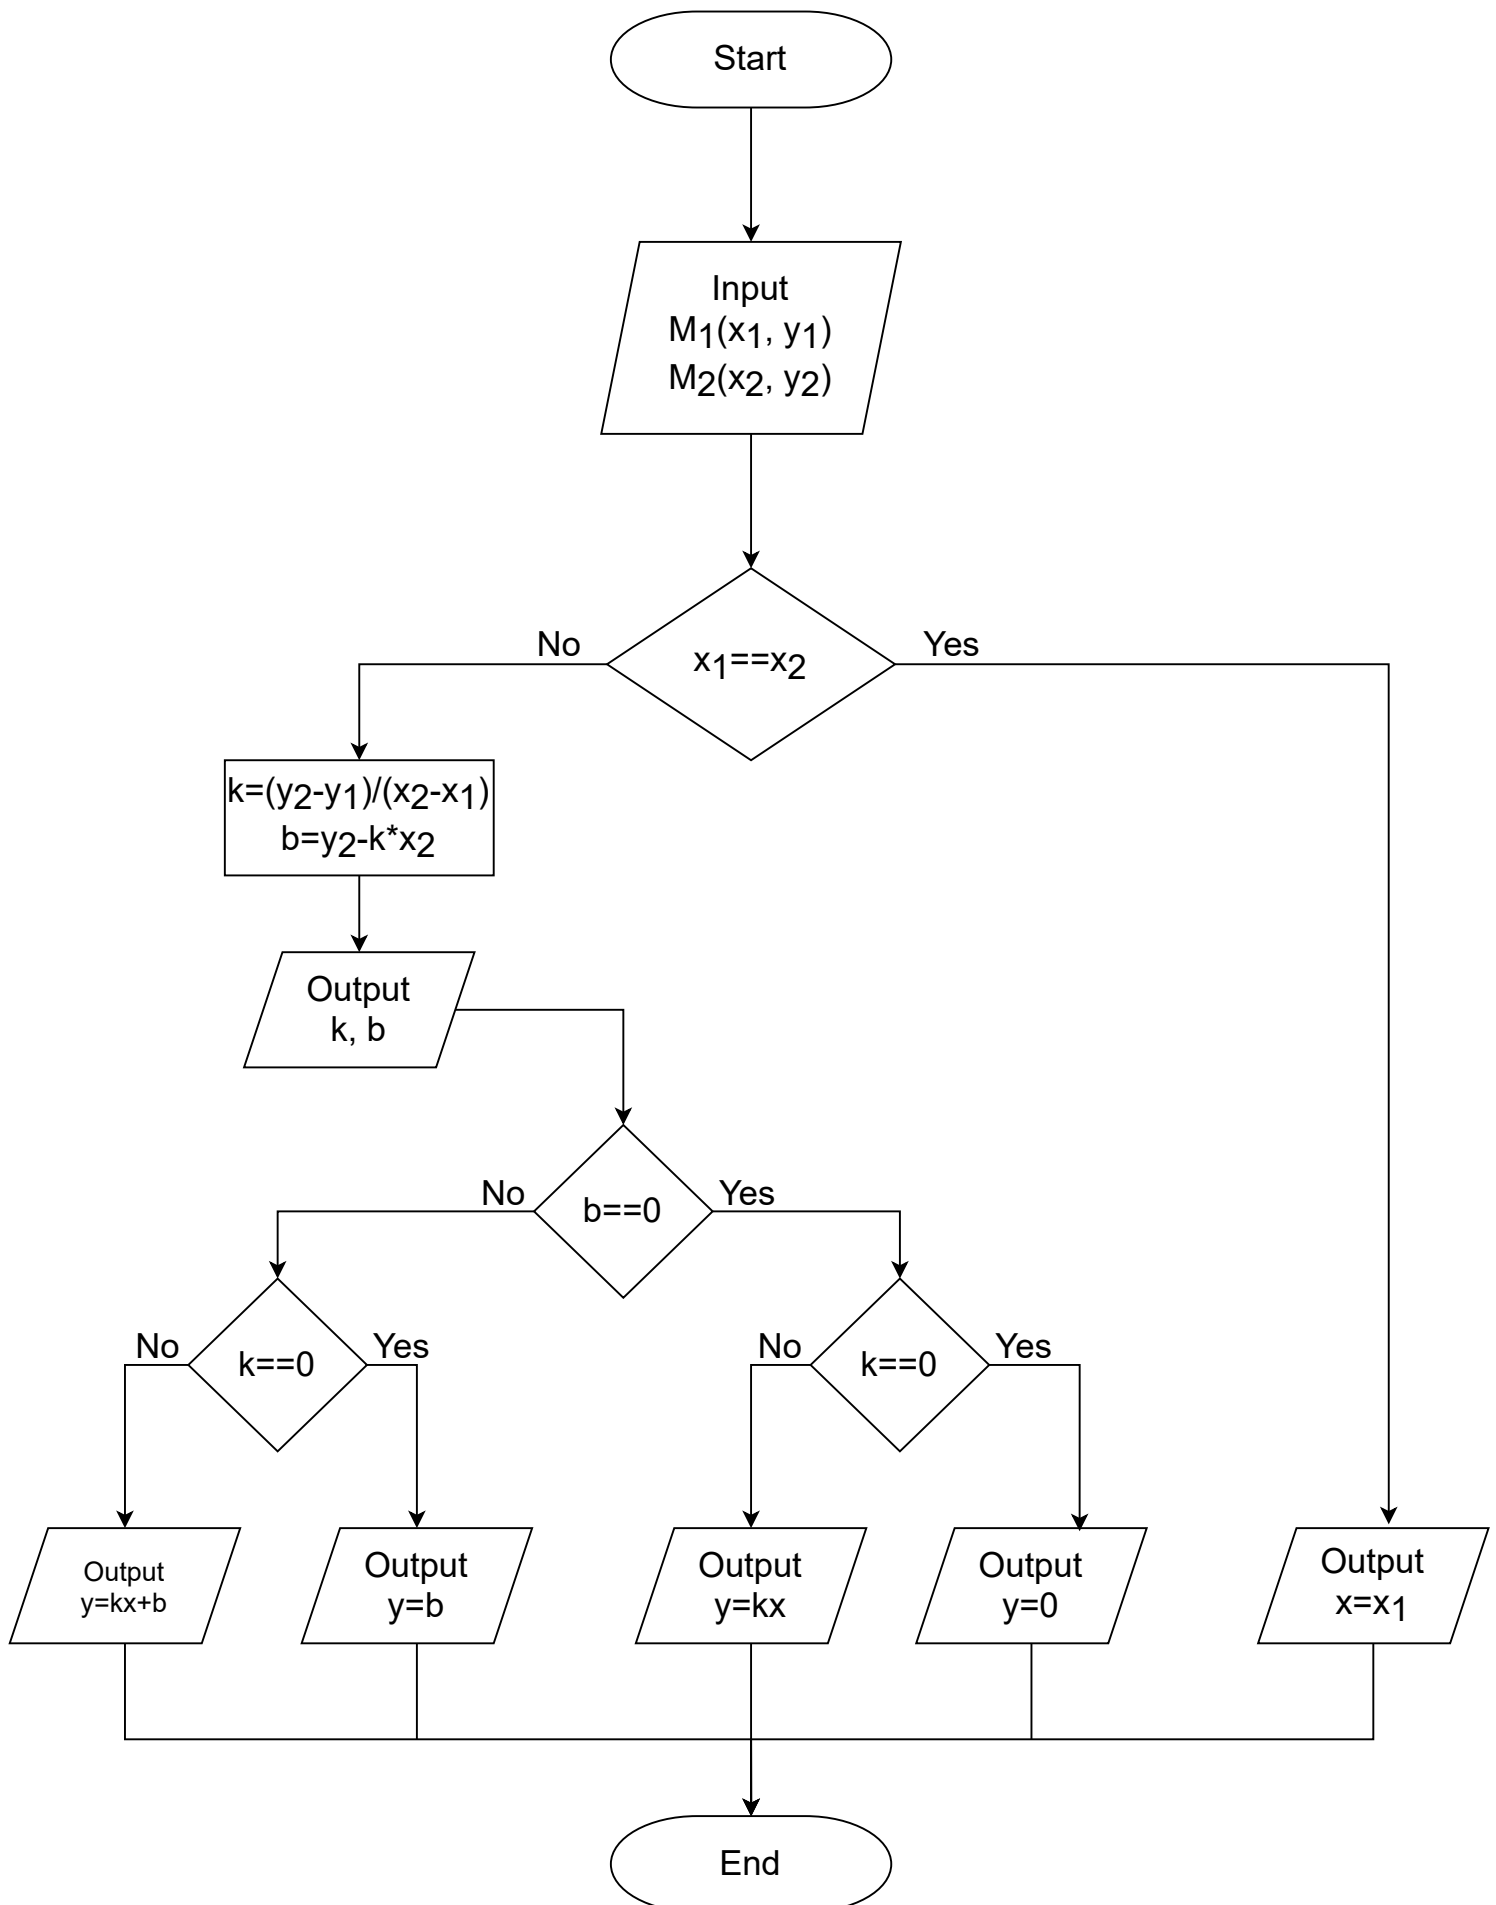 Start
Input
M1(x1, y1)
M2(x2, y2)
No
Yes
x1==x2
k=(y2-y1)/(x2-x1)
b=y2-k*x2
Output
k, b
No
Yes
b==0
No
Yes
k==0
No
Yes
k==0
Output
y=kx+b
Output
y=b
Output
y=kx
Output
y=0
Output
x=x1
End